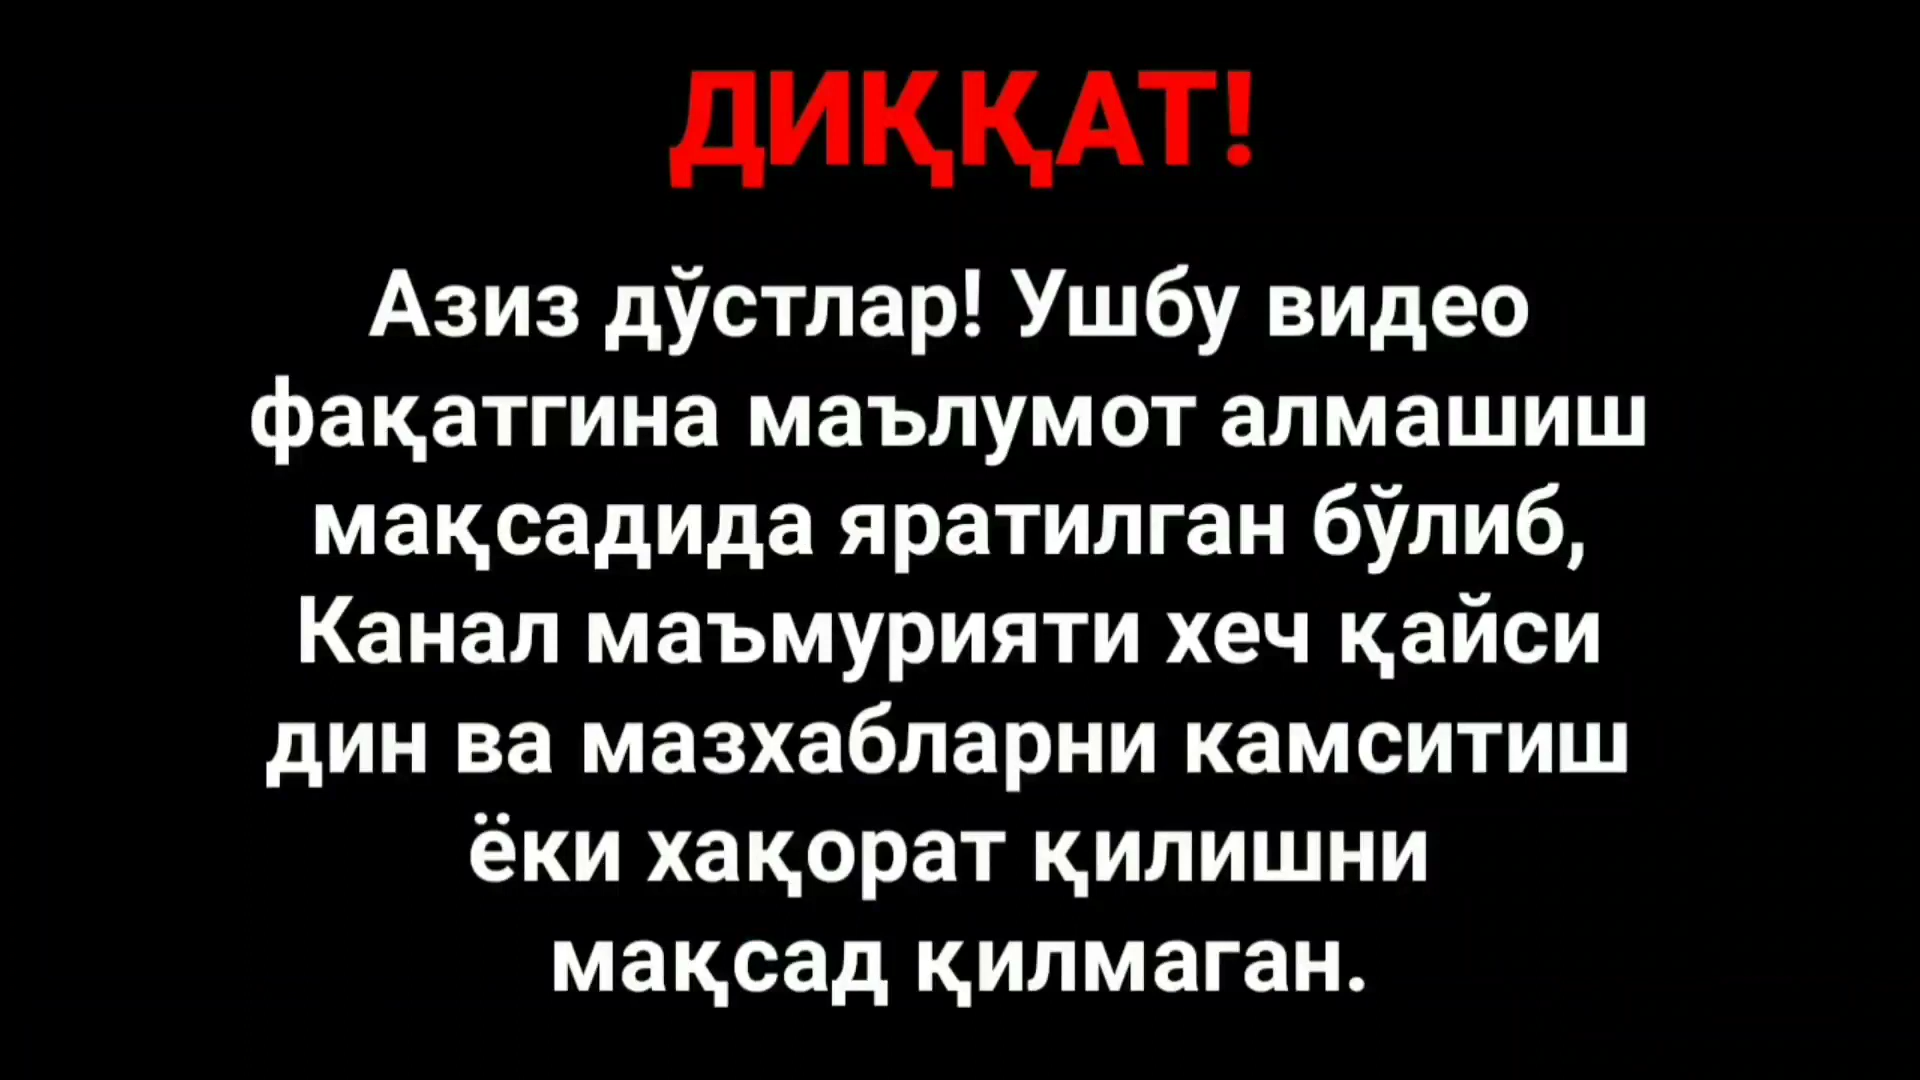 ДИҚҚАТ!
Азиз дўстлар! Ушбу видео
фақатгина маълумот алмашиш
мақсадида яратилган бўлиб,
Канал маъмурияти хеч қайси
дин ва мазхабларни камситиш
ёки хақорат қилишни
мақсад қилмаган.